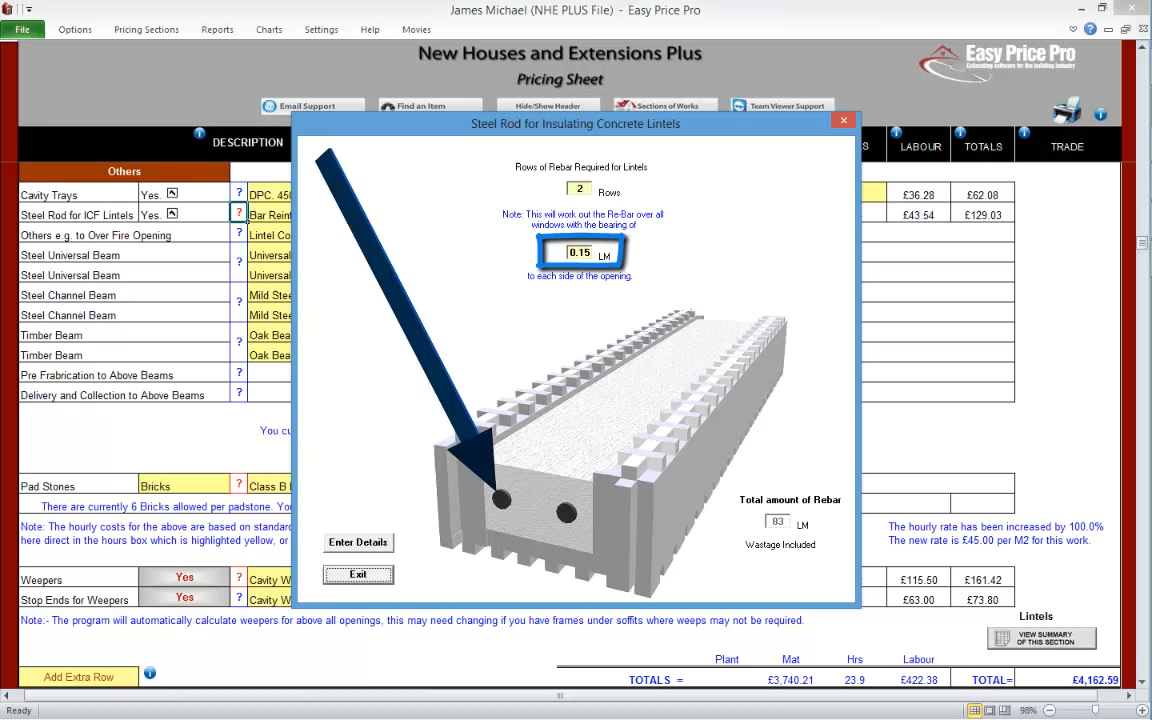 James Michael (NHE PLUS File) - Easy Price Pro
File Options Pricing Sections Reports Charts Settings Help Movies
New Houses and Extensions Plus
Pricing Sheet
Easy Price Pro
Estimating software for the building industry
Email Support Find an Item Hide/Show Header Sections of Works Team Viewer Support
DESCRIPTION S LABOUR TOTALS TRADE
Steel Rod for Insulating Concrete Lintels
Rows of Rebar Required for Lintels
2 Rows
Note: This will work out the Re-Bar over all
windows with the bearing of
0.15 LM
to each side of the opening.
Total amount of Rebar
83 LM
Wastage Included
Enter Details
Exit
Others
Cavity Trays Yes. ? DPC. 450 £36.28 £62.08
Steel Rod for ICF Lintels Yes. ? Bar Reinf £43.54 £129.03
Others e.g. to Over Fire Opening ? Lintel Co
Steel Universal Beam ? Universal
Steel Universal Beam Universal
Steel Channel Beam ? Mild Stee
Steel Channel Beam Mild Stee
Timber Beam ? Oak Bea
Timber Beam Oak Bea
Pre Frabrication to Above Beams ?
Delivery and Collection to Above Beams ?
You cu
Pad Stones Bricks ? Class B
There are currently 6 Bricks allowed per padstone. You
Note: The hourly costs for the above are based on standard
here direct in the hours box which is highlighted yellow, or
The hourly rate has been increased by 100.0%
The new rate is £45.00 per M2 for this work.
Weepers Yes ? Cavity W £115.50 £161.42
Stop Ends for Weepers Yes ? Cavity W £63.00 £73.80
Note:- The program will automatically calculate weepers for above all openings, this may need changing if you have frames under soffits where weeps may not be required.
Lintels
VIEW SUMMARY
OF THIS SECTION
Add Extra Row
Plant Mat Hrs Labour
TOTALS = £3,740.21 23.9 £422.38 TOTAL= £4,162.59
Ready 98%